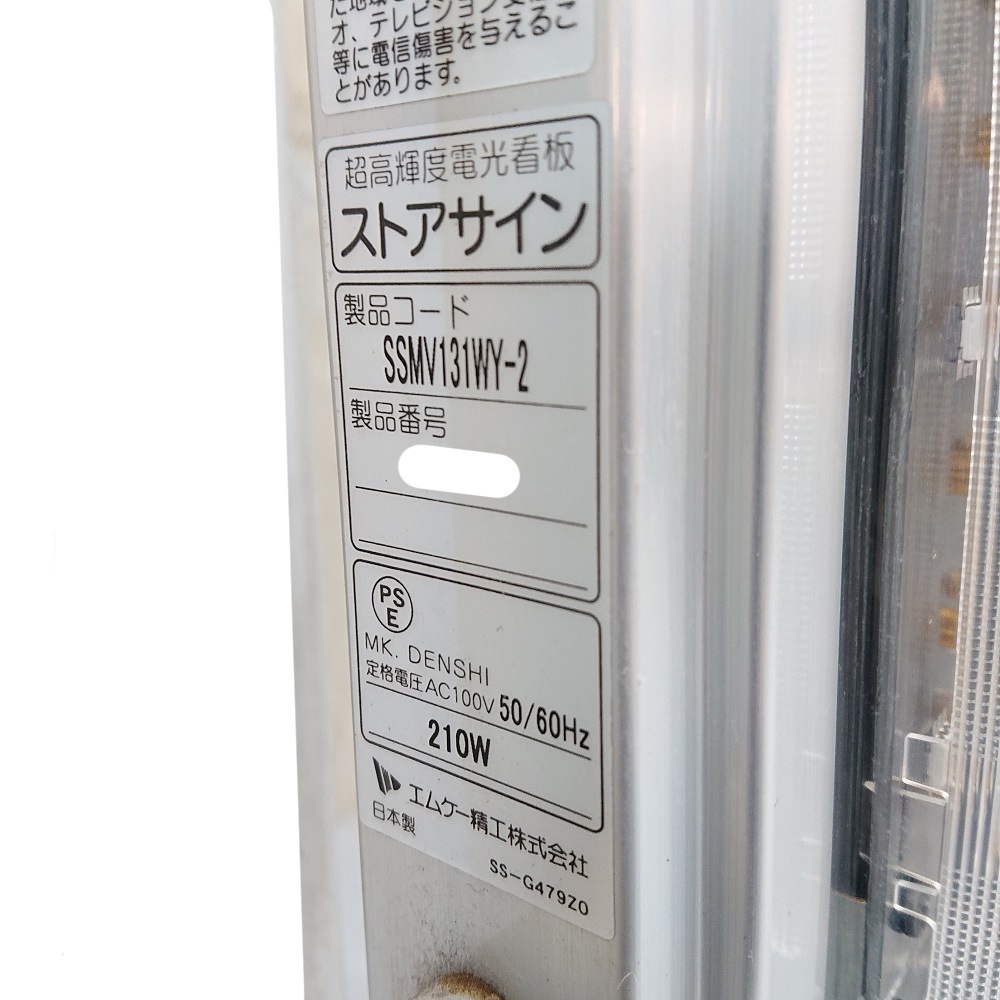 オ、テレビジョン
等に電信傷害を与えるこ
とがあります。
超高輝度電光看板
ストアサイン
製品コード
SSMV131WY-2
製品番号
PS
E
MK. DENSHI
定格電圧AC100V 50/60Hz
210W
エムケー精工株式会社
日本製
SS-G479Z0